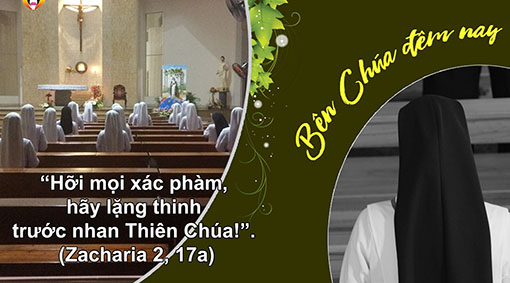 Bên Chúa đêm nay
“Hỡi mọi xác phàm,
hãy lặng thinh
trước nhan Thiên Chúa!”.
(Zacharia 2, 17a)